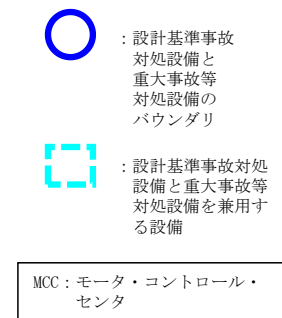 ：設計基準事故
対処設備と
重大事故等
対処設備の
バウンダリ
：設計基準事故対処
設備と重大事故等
対処設備を兼用す
る設備
MCC：モータ・コントロール・
センタ